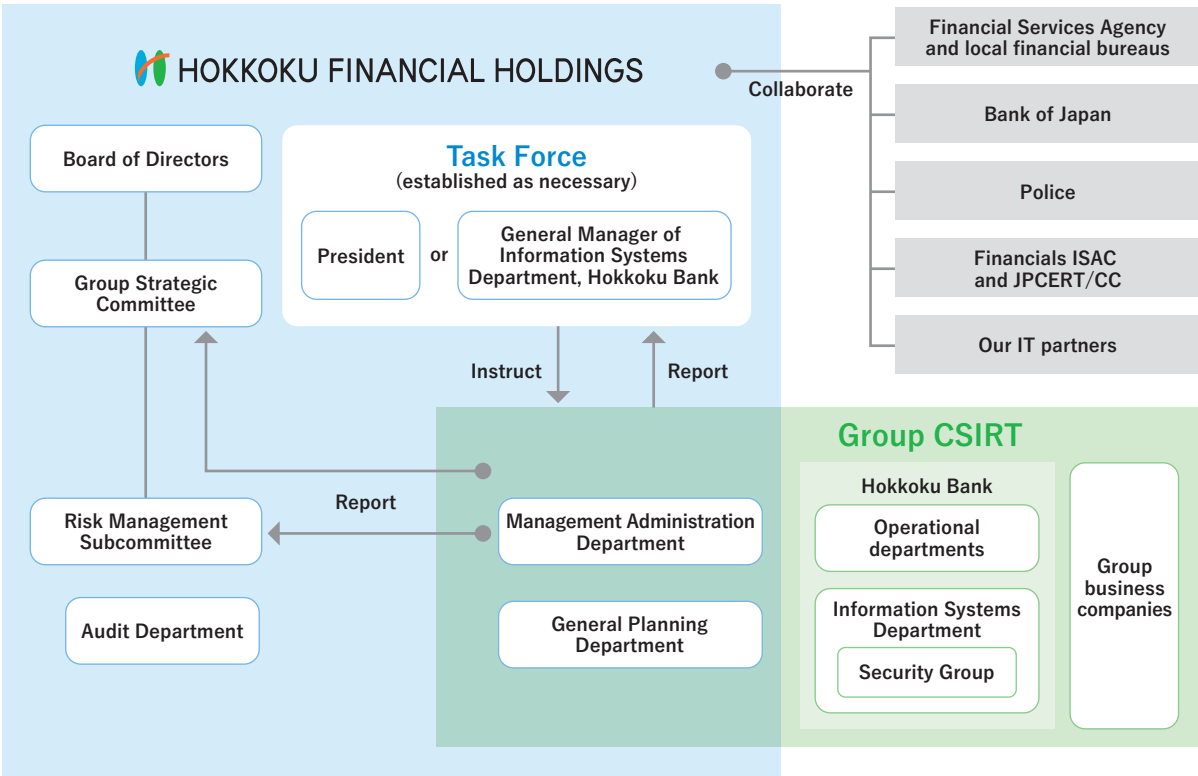 HOKKOKU FINANCIAL HOLDINGS
Collaborate
Financial Services Agency
and local financial bureaus
Bank of Japan
Police
Financials ISAC
and JPCERT/CC
Our IT partners
Board of Directors
Group Strategic
Committee
Task Force
(established as necessary)
President
or
General Manager of
Information Systems
Department, Hokkoku Bank
Instruct
Report
Report
Risk Management
Subcommittee
Audit Department
Group CSIRT
Management Administration
Department
General Planning
Department
Hokkoku Bank
Operational
departments
Information Systems
Department
Security Group
Group
business
companies